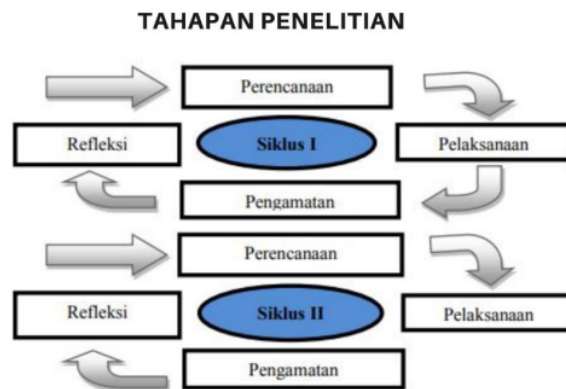 TAHAPAN PENELITIAN
Perencanaan
Refleksi
Siklus I
Pelaksanaan
Pengamatan
Perencanaan
Refleksi
Siklus II
Pelaksanaan
Pengamatan